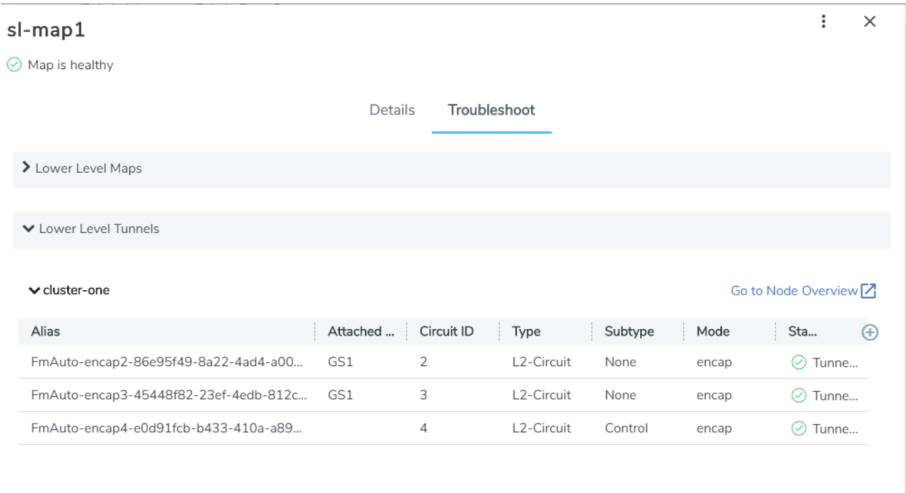 sl-map1
Map is healthy
Details Troubleshoot
Lower Level Maps
Lower Level Tunnels
cluster-one Go to Node Overview
Alias Attached ... Circuit ID Type Subtype Mode Sta...
FmAuto-encap2-86e95f49-8a22-4ad4-a00... GS1 2 L2-Circuit None encap Tunne...
FmAuto-encap3-45448f82-23ef-4edb-812c... GS1 3 L2-Circuit None encap Tunne...
FmAuto-encap4-e0d91fcb-b433-410a-a89... 4 L2-Circuit Control encap Tunne...